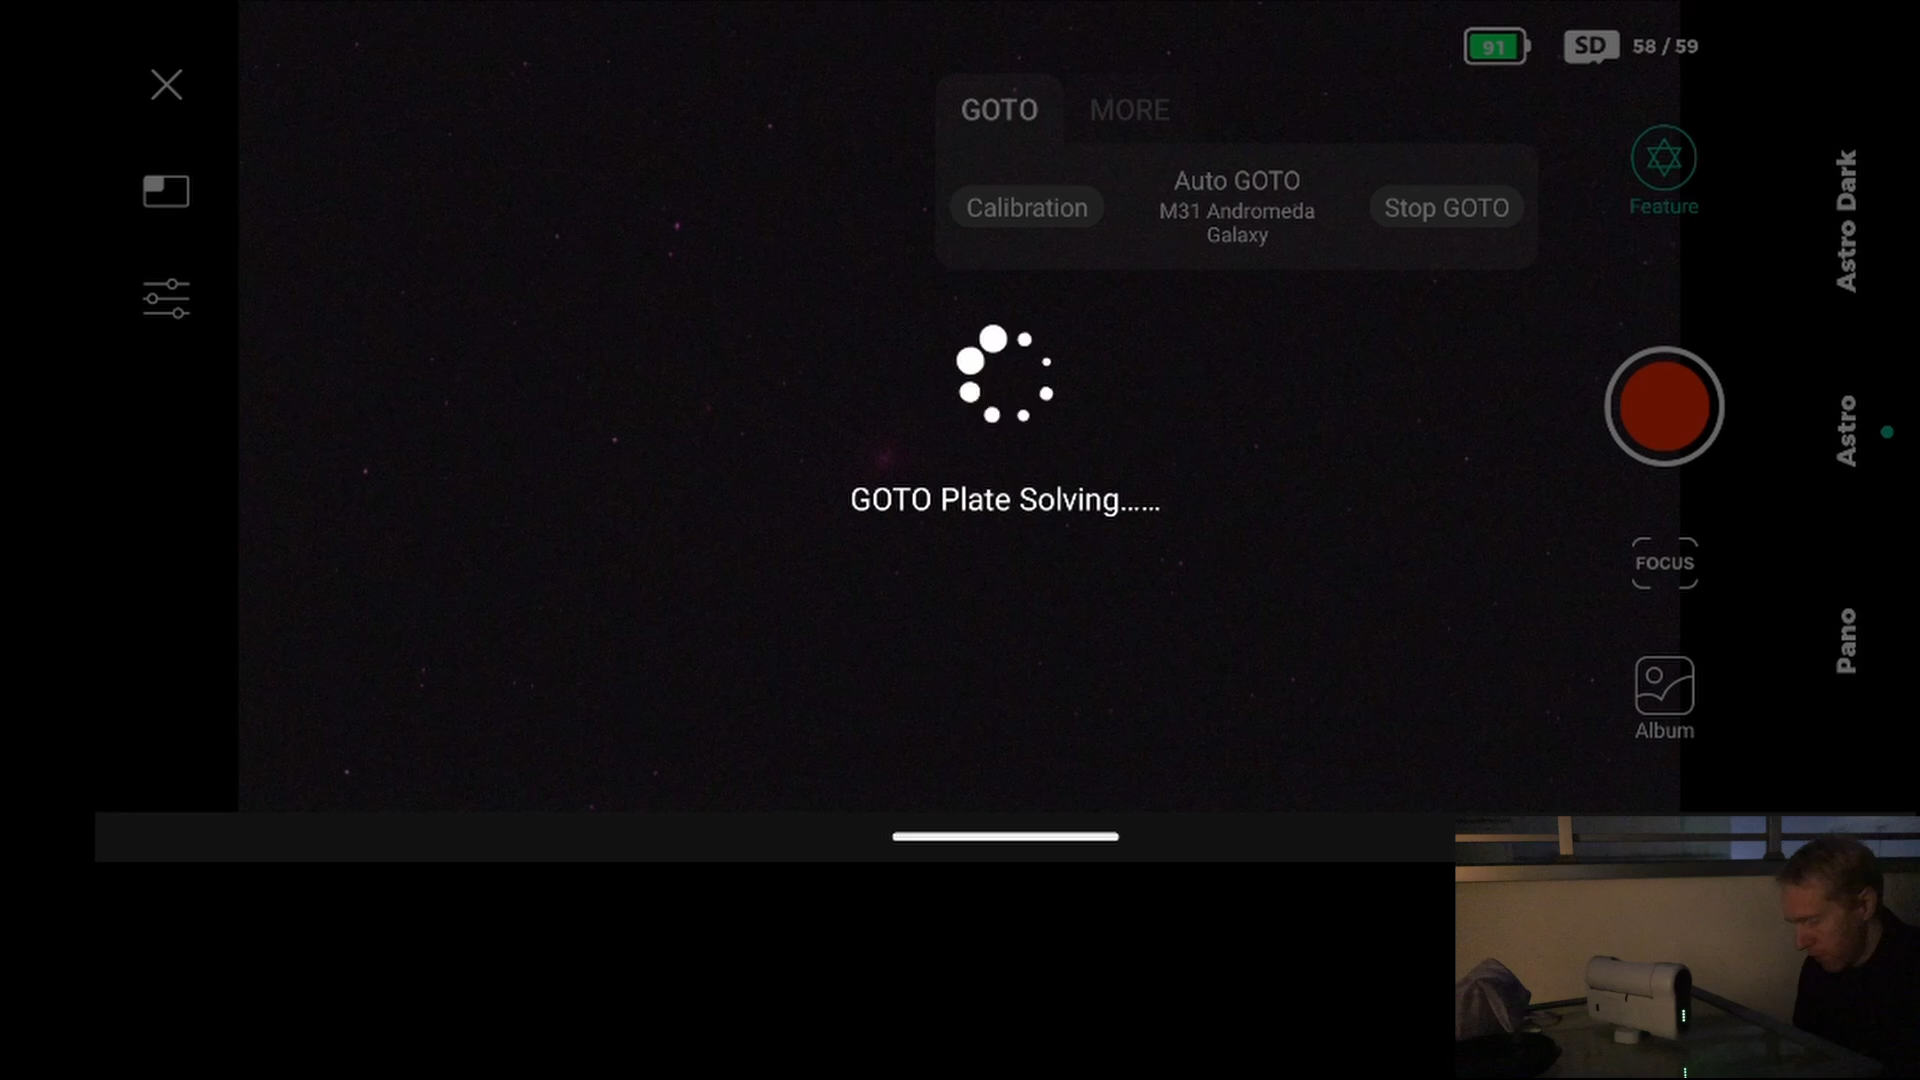 91
SD
58 / 59
GOTO
MORE
Auto GOTO
Calibration
M31 Andromeda
Galaxy
Stop GOTO
Feature
Astro Dark
GOTO Plate Solving......
Astro
FOCUS
Pano
Album